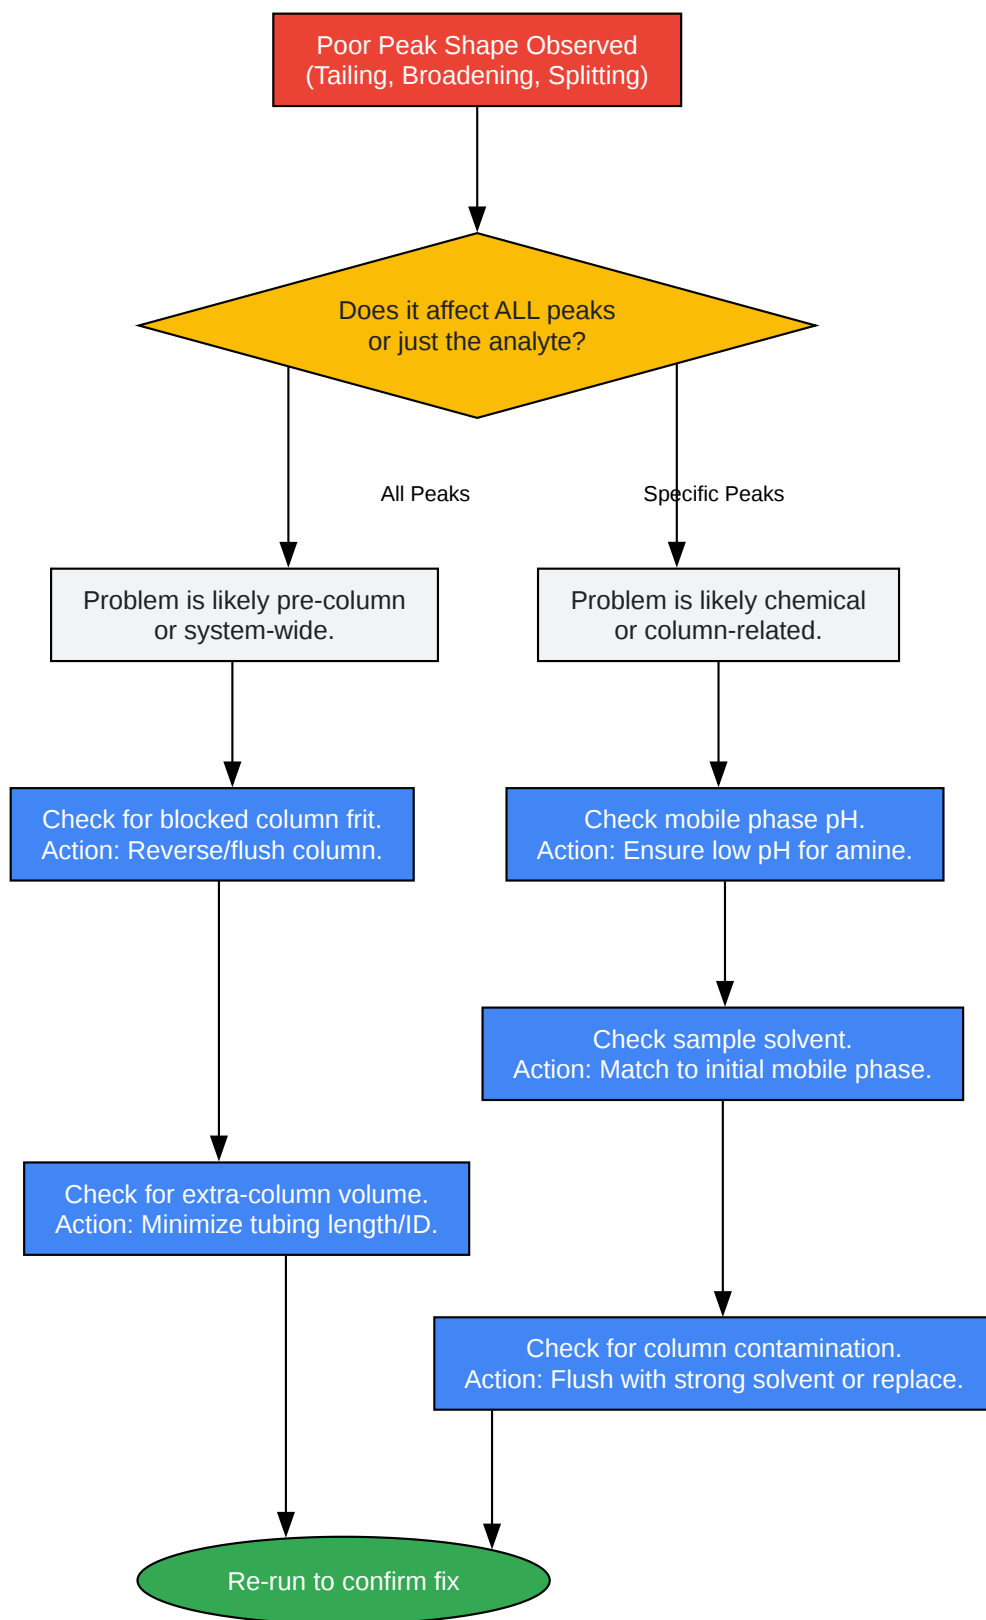 Poor Peak Shape Observed
(Tailing, Broadening, Splitting)
Does it affect ALL peaks
or just the analyte?
All Peaks
Specific Peaks
Problem is likely pre-column
or system-wide.
Problem is likely chemical
or column-related.
Check for blocked column frit.
Action: Reverse/flush column.
Check mobile phase pH.
Action: Ensure low pH for amine.
Check sample solvent.
Action: Match to initial mobile phase.
Check for extra-column volume.
Action: Minimize tubing length/ID.
Check for column contamination.
Action: Flush with strong solvent or replace.
Re-run to confirm fix